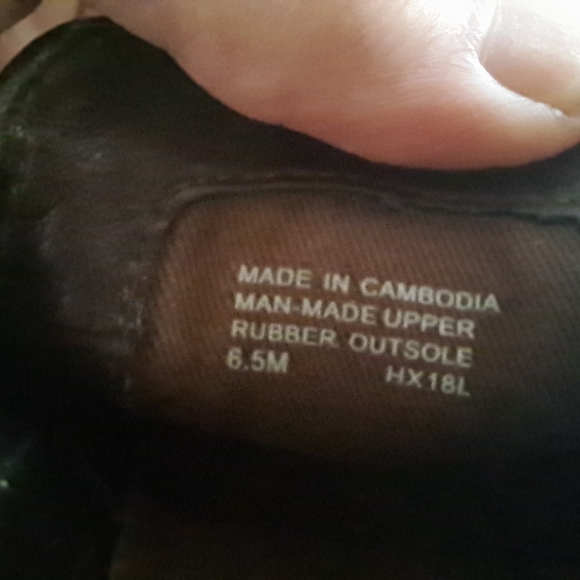 MADE IN CAMBODIA
MAN-MADE UPPER
RUBBER OUTSOLE
6.5M HX18L